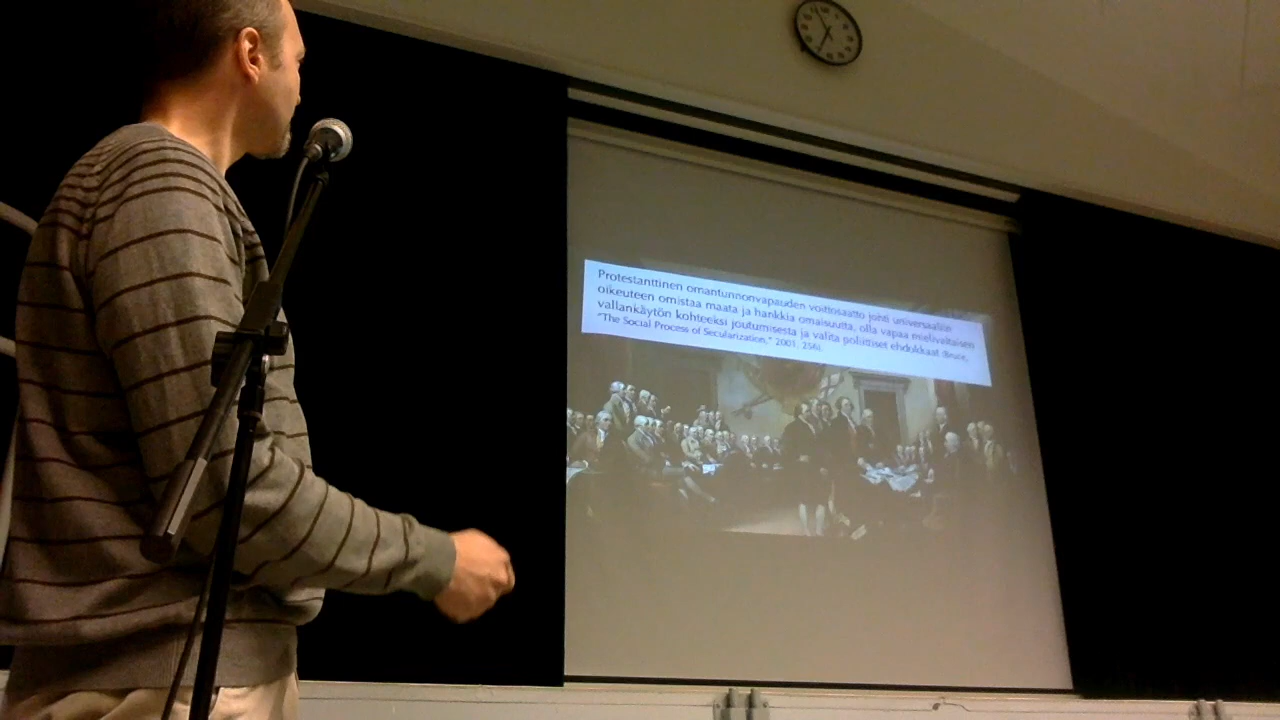 Protestanttinen omantunnonvapauden voittosaatto johti universaaliin
oikeuteen omistaa maata ja hankkia omaisuutta, olla vapaa mielivaltaisen
vallankäytön kohteeksi joutumisesta ja valita poliittiset ehdokkaat (Bruce,
"The Social Process of Secularization," 2001: 256).